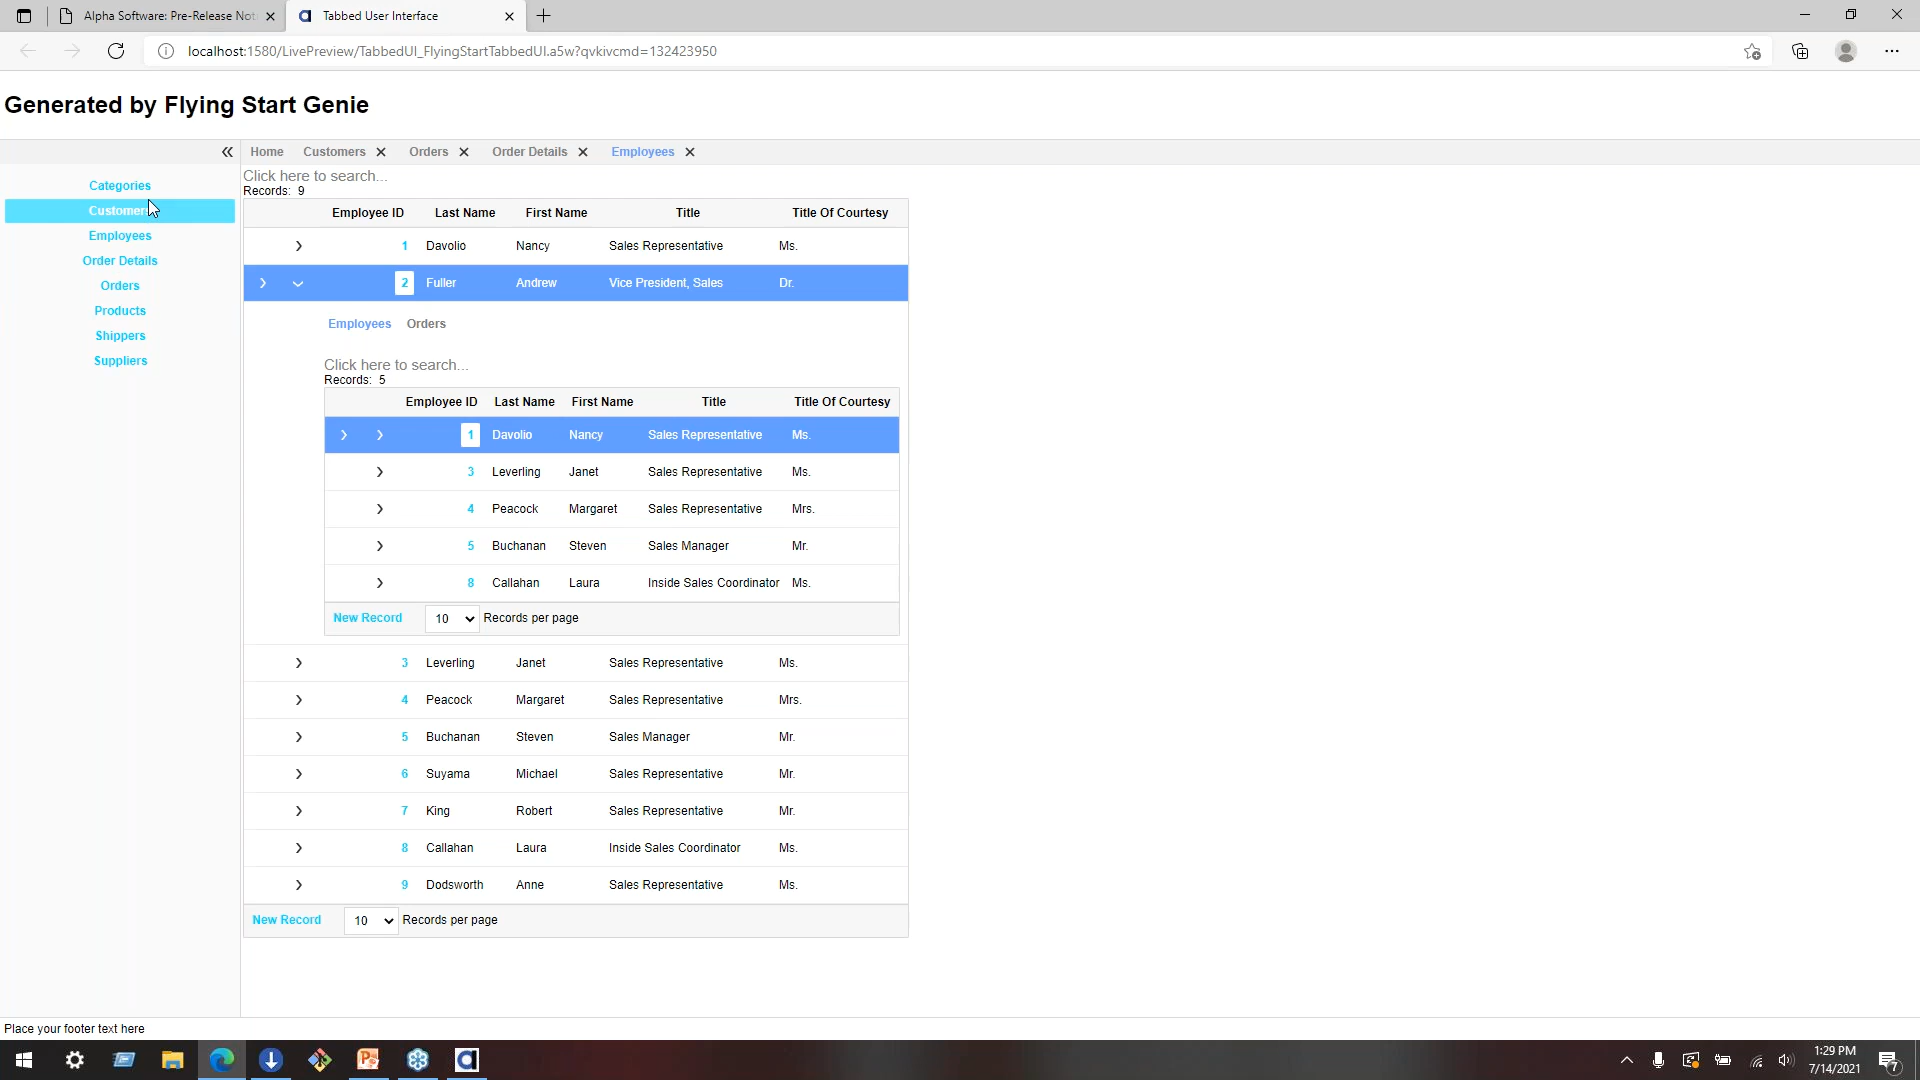 Alpha Software: Pre-Release Not
Tabbed User Interface
localhost:1580/LivePreview/TabbedUI_FlyingStartTabbedUI.a5w?qvkivcmd=132423950
Generated by Flying Start Genie
Home Customers Orders Order Details Employees
Categories
Customers
Employees
Order Details
Orders
Products
Shippers
Suppliers
Click here to search...
Records: 9
Employee ID Last Name First Name Title Title Of Courtesy
1 Davolio Nancy Sales Representative Ms.
2 Fuller Andrew Vice President, Sales Dr.
Employees Orders
Click here to search...
Records: 5
Employee ID Last Name First Name Title Title Of Courtesy
1 Davolio Nancy Sales Representative Ms.
3 Leverling Janet Sales Representative Ms.
4 Peacock Margaret Sales Representative Mrs.
5 Buchanan Steven Sales Manager Mr.
8 Callahan Laura Inside Sales Coordinator Ms.
New Record 10 Records per page
3 Leverling Janet Sales Representative Ms.
4 Peacock Margaret Sales Representative Mrs.
5 Buchanan Steven Sales Manager Mr.
6 Suyama Michael Sales Representative Mr.
7 King Robert Sales Representative Mr.
8 Callahan Laura Inside Sales Coordinator Ms.
9 Dodsworth Anne Sales Representative Ms.
New Record 10 Records per page
Place your footer text here
1:29 PM
7/14/2021
7